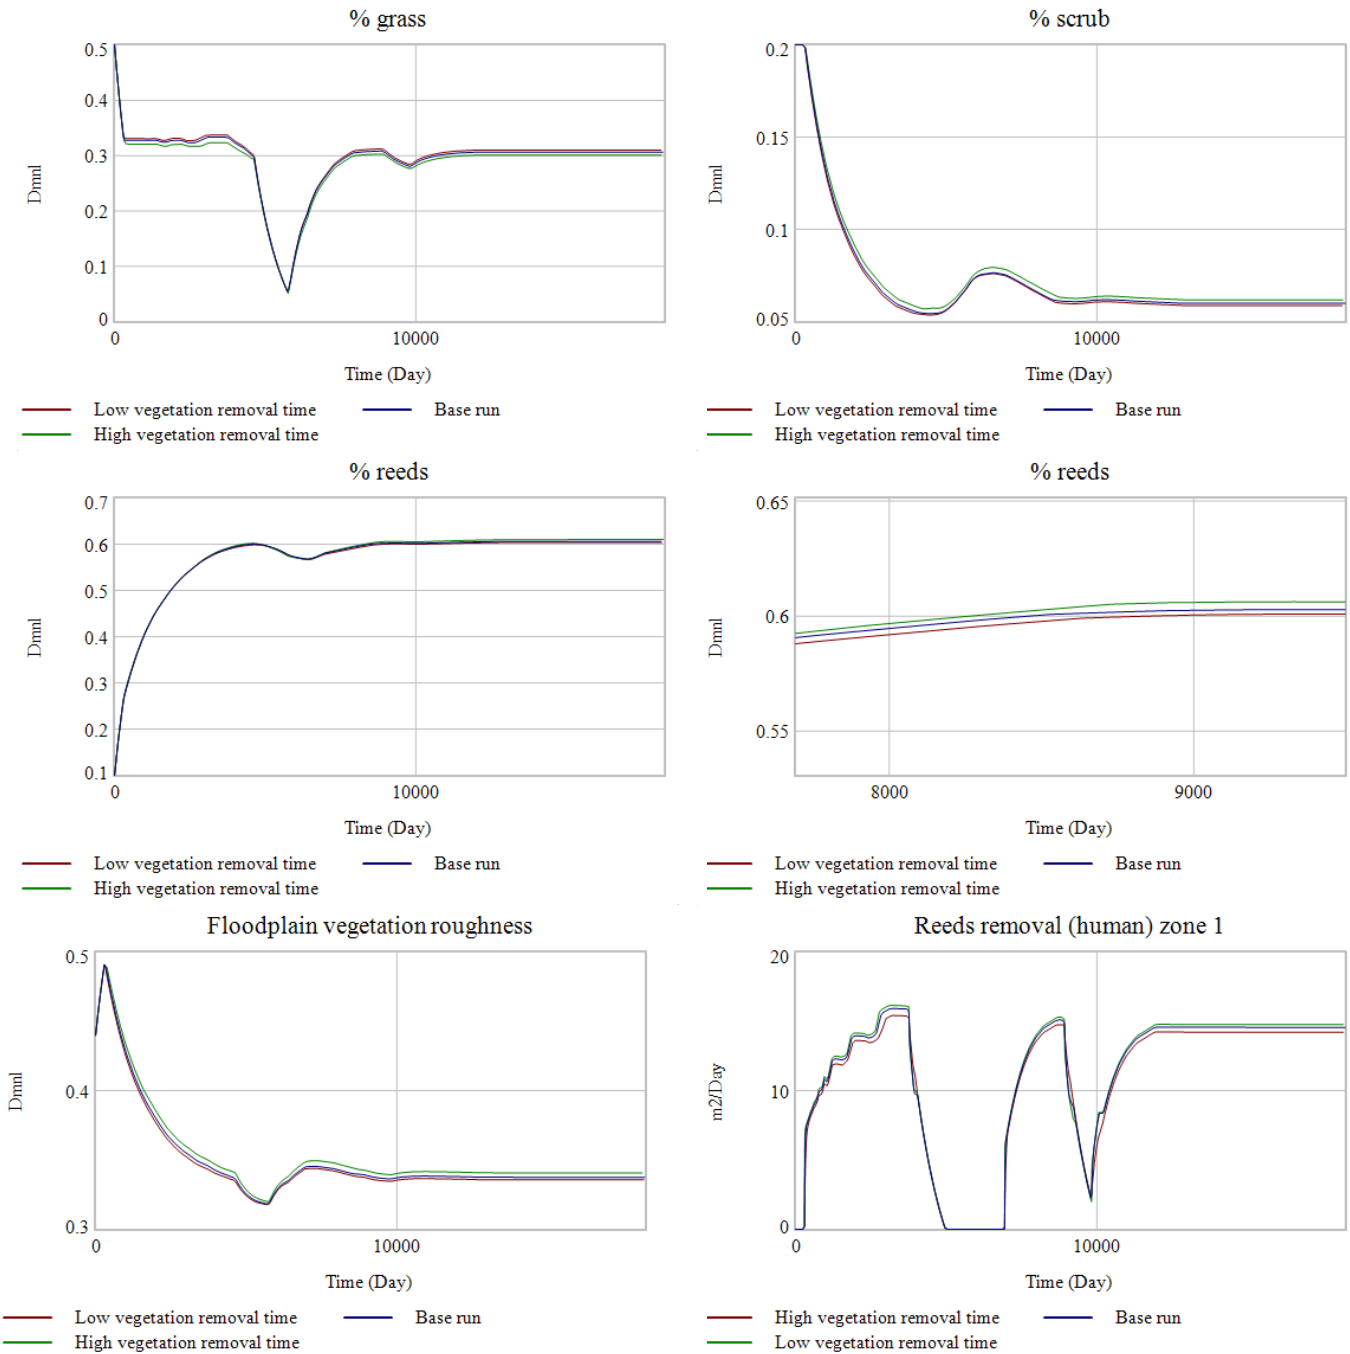 % grass
0.5
0.4
0.3
0.2
0.1
0
Dmnl
0 10000
Time (Day)
Low vegetation removal time Base run
High vegetation removal time
% scrub
0.2
0.15
0.1
0.05
Dmnl
0 10000
Time (Day)
Low vegetation removal time Base run
High vegetation removal time
% reeds
0.7
0.6
0.5
0.4
0.3
0.2
0.1
Dmnl
0 10000
Time (Day)
Low vegetation removal time Base run
High vegetation removal time
% reeds
0.65
0.6
0.55
Dmnl
8000 9000
Time (Day)
Low vegetation removal time Base run
High vegetation removal time
Floodplain vegetation roughness
0.5
0.4
0.3
Dmnl
0 10000
Time (Day)
Low vegetation removal time Base run
High vegetation removal time
Reeds removal (human) zone 1
20
10
0
m2/Day
0 10000
Time (Day)
High vegetation removal time Base run
Low vegetation removal time